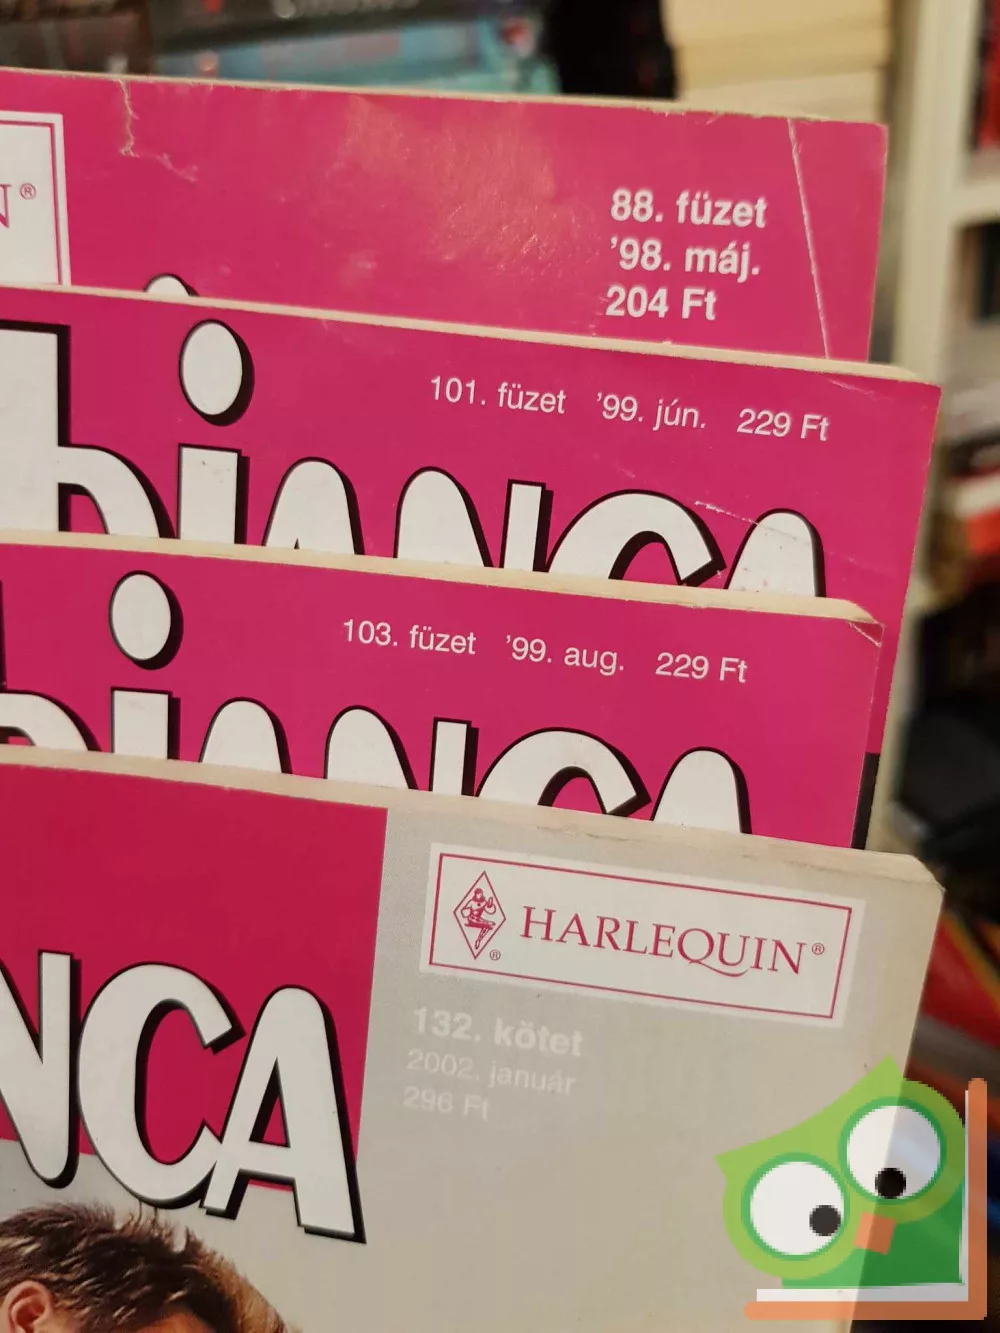 N®
88. füzet
'98. máj.
204 Ft
bIANCA
101. füzet '99. jún. 229 Ft
bIANCA
103. füzet '99. aug. 229 Ft
NCA
HARLEQUIN®
®
132. kötet
2002. január
296 Ft